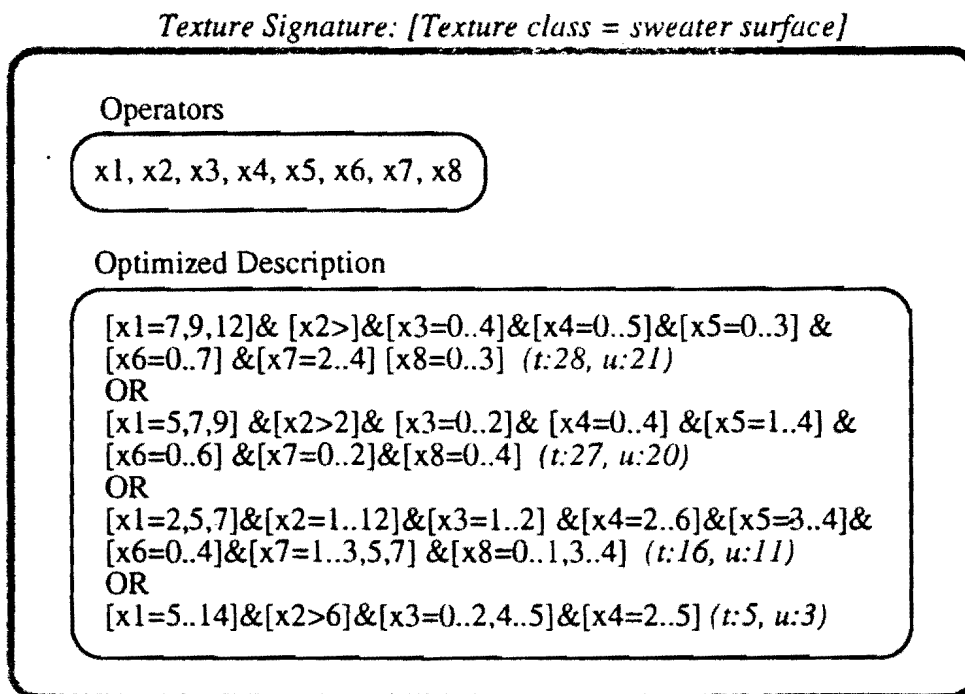 Texture Signature: [Texture class = sweater surface]
Operators
x1, x2, x3, x4, x5, x6, x7, x8
Optimized Description
[x1=7,9,12]& [x2>]&[x3=0..4]&[x4=0..5]&[x5=0..3] &
[x6=0..7] &[x7=2..4] [x8=0..3] (t:28, u:21)
OR
[x1=5,7,9] &[x2>2]& [x3=0..2]& [x4=0..4] &[x5=1..4] &
[x6=0..6] &[x7=0..2]&[x8=0..4] (t:27, u:20)
OR
[x1=2,5,7]&[x2=1..12]&[x3=1..2] &[x4=2..6]&[x5=3..4]&
[x6=0..4]&[x7=1..3,5,7] &[x8=0..1,3..4] (t:16, u:11)
OR
[x1=5..14]&[x2>6]&[x3=0..2,4..5]&[x4=2..5] (t:5, u:3)